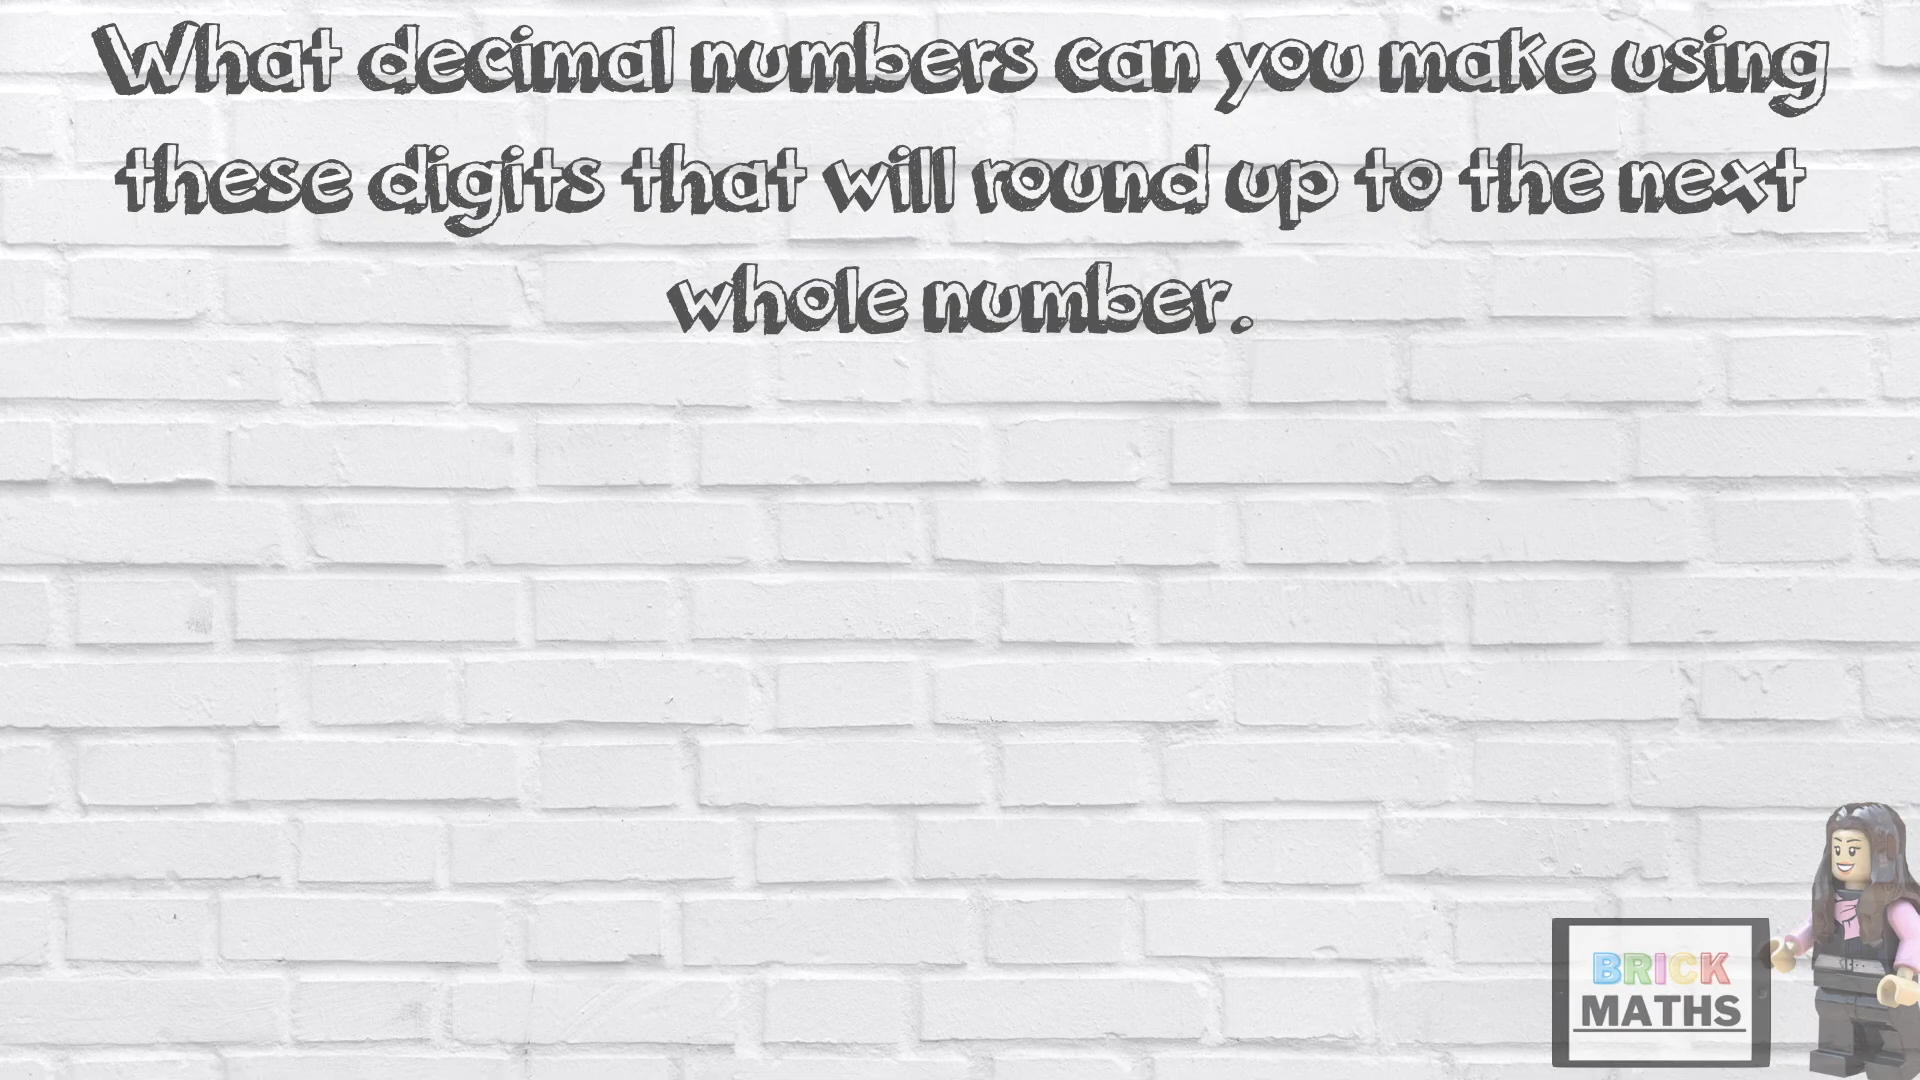 What decimal numbers can you make using
these digits that will round up to the next
whole number.
BRICK
MATHS